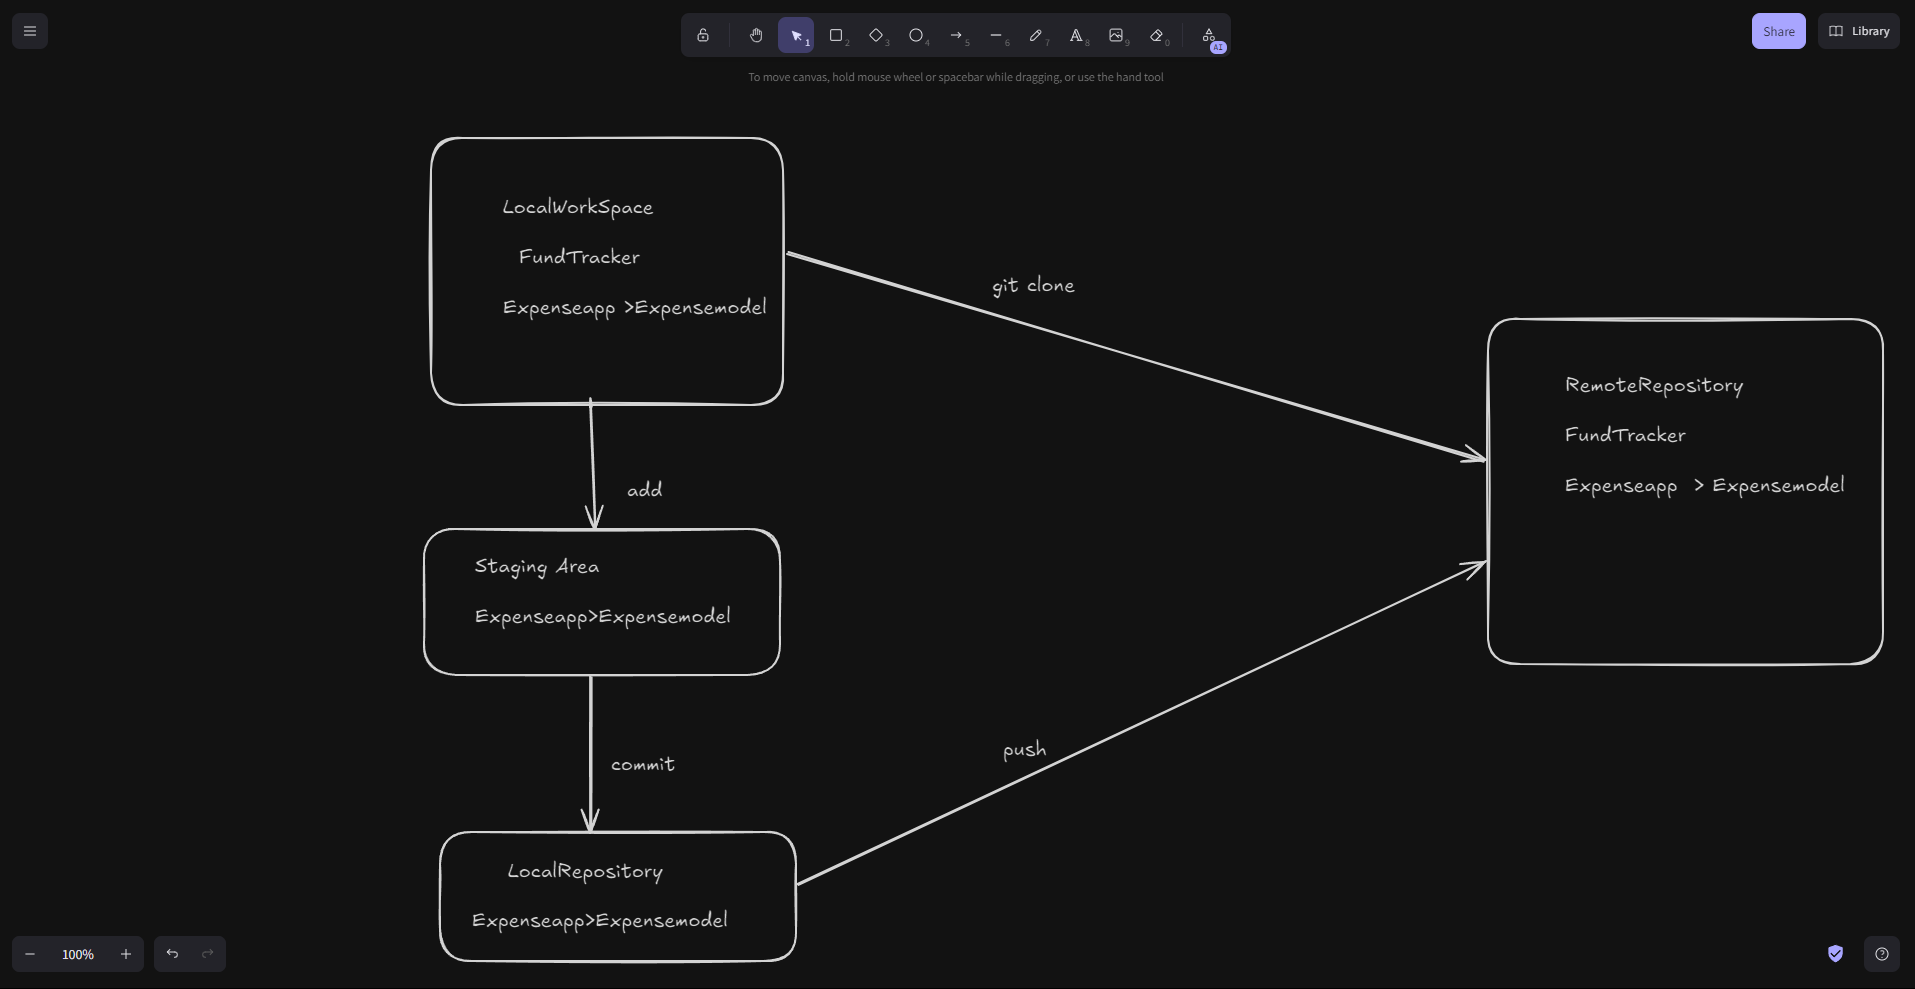 1
2
3
4
5
6
7
8
9
0
AI
Share
Library
To move canvas, hold mouse wheel or spacebar while dragging, or use the hand tool
LocalWorkSpace
FundTracker
Expenseapp >Expensemodel
git clone
RemoteRepository
FundTracker
Expenseapp > Expensemodel
add
Staging Area
Expenseapp>Expensemodel
push
commit
LocalRepository
Expenseapp>Expensemodel
100%